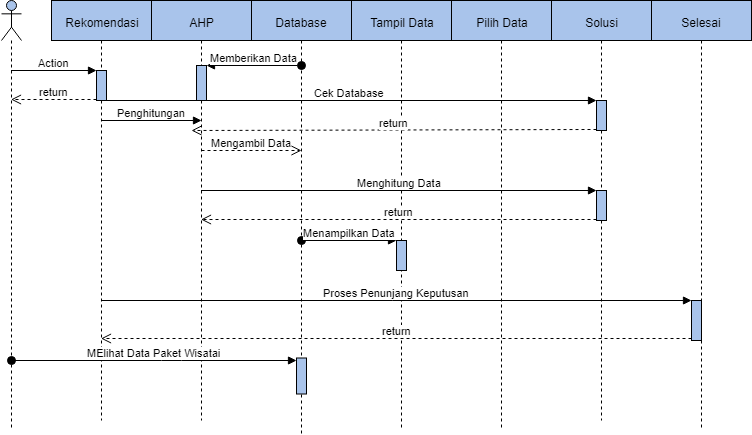 Rekomendasi
AHP
Database
Tampil Data
Pilih Data
Solusi
Selesai
Memberikan Data
Action
return
Cek Database
Penghitungan
return
Mengambil Data
Menghitung Data
return
Menampilkan Data
Proses Penunjang Keputusan
return
MElihat Data Paket Wisatai